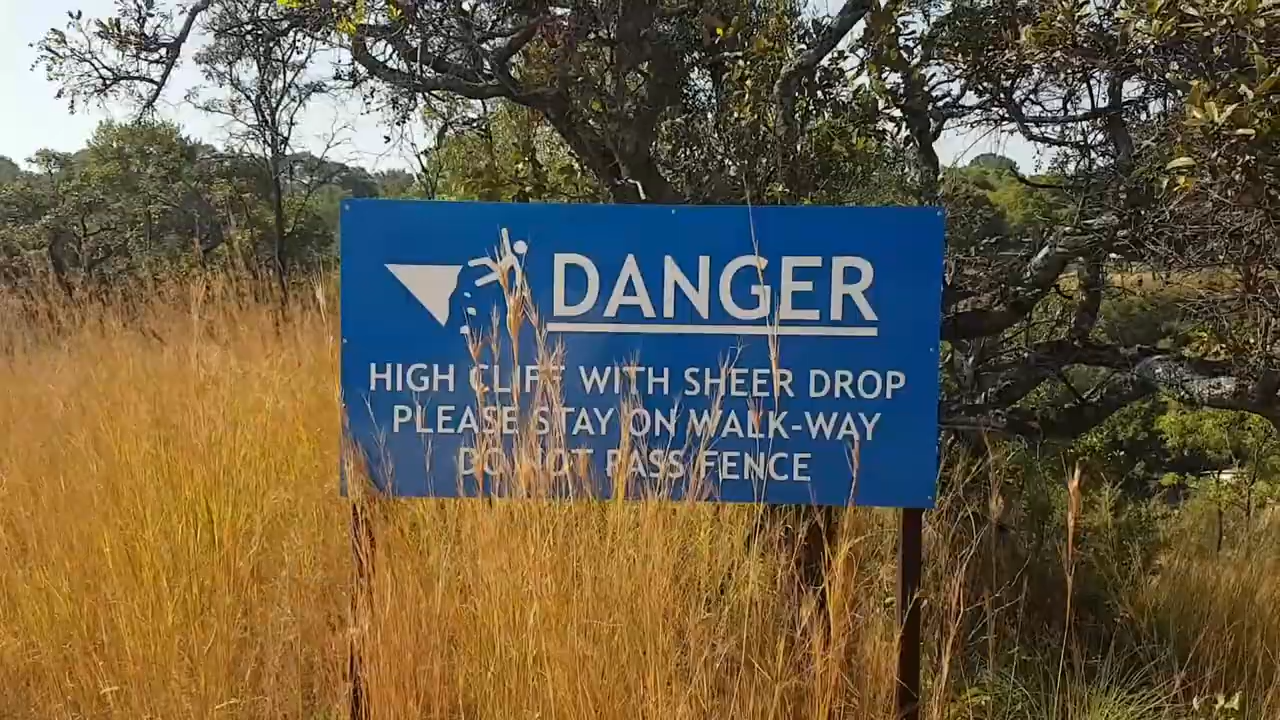 DANGER
HIGH CLIFF WITH SHEER DROP
PLEASE STAY ON WALK-WAY
DO NOT PASS FENCE